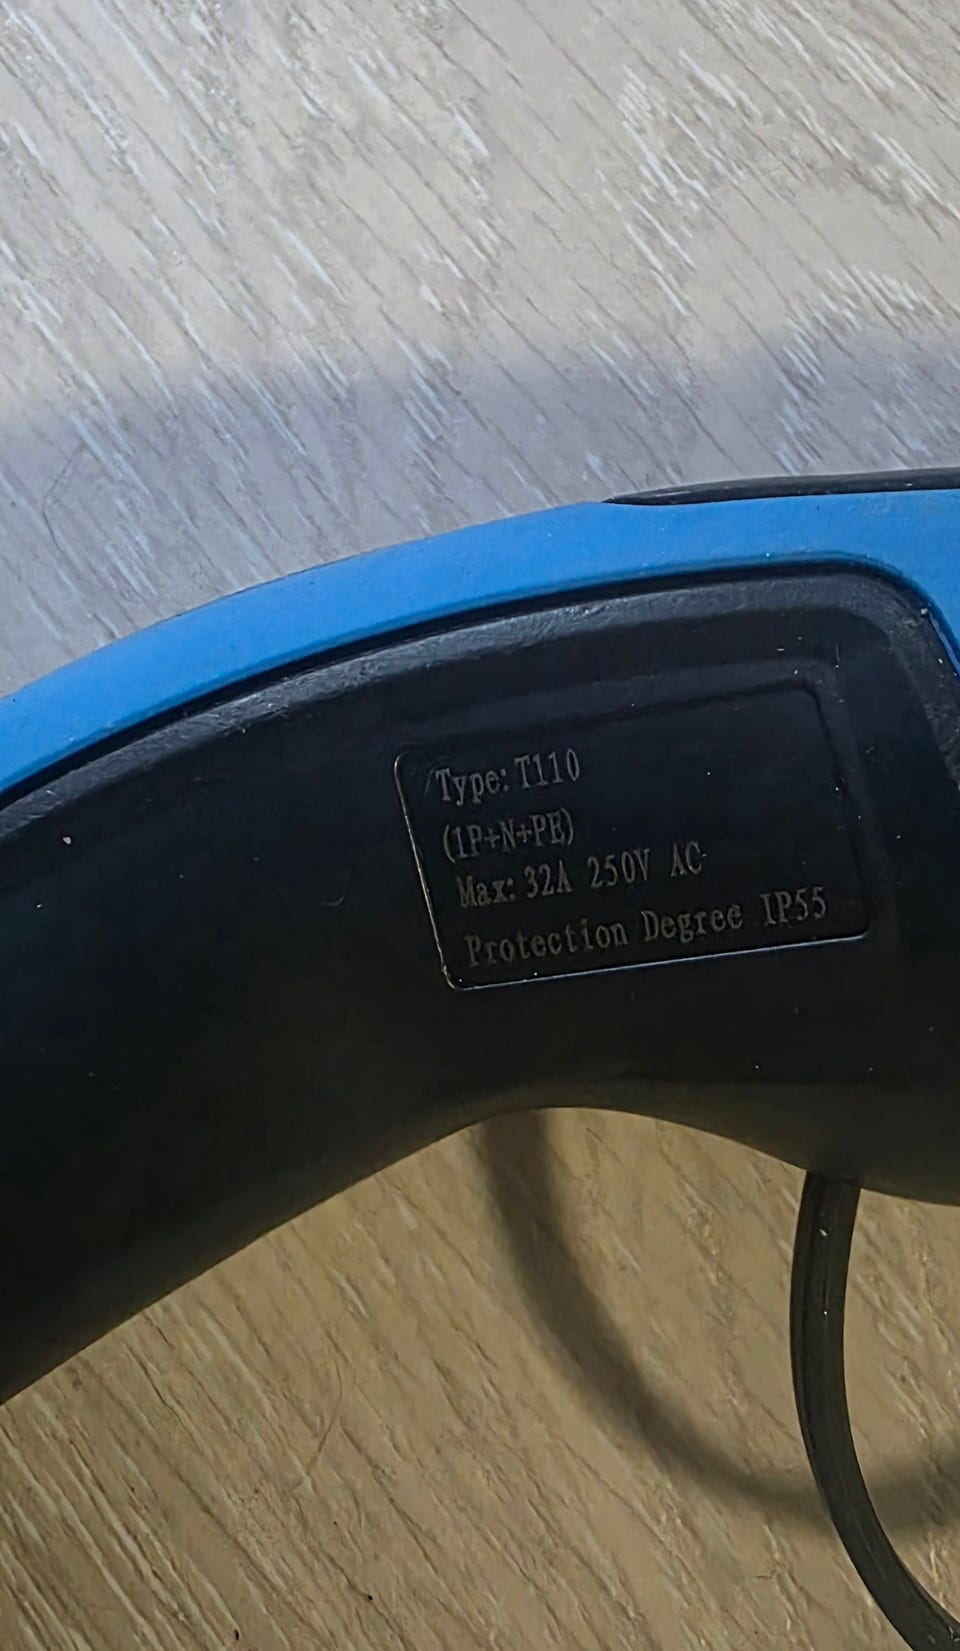 Type: T110
(1P+N+PE)
Max: 32A 250V AC
Protection Degree IP55